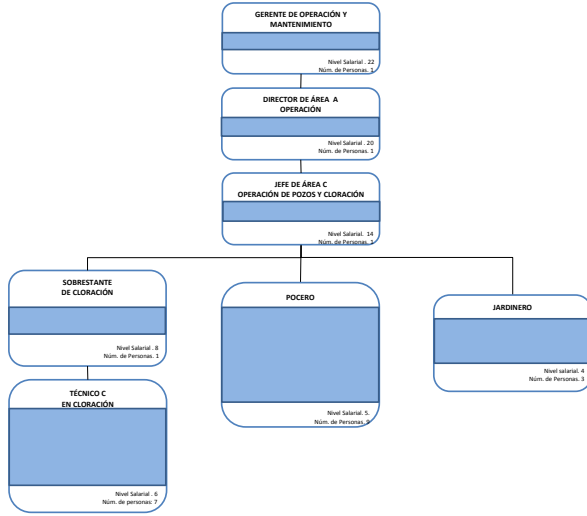 GERENTE DE OPERACIÓN Y
MANTENIMIENTO
Nivel Salarial . 22
Núm. de Personas. 1
DIRECTOR DE ÁREA A
OPERACIÓN
Nivel Salarial . 20
Núm. de Personas. 1
JEFE DE ÁREA C
OPERACIÓN DE POZOS Y CLORACIÓN
Nivel Salarial. 14
Núm. de Personas. 1
SOBRESTANTE
DE CLORACIÓN
Nivel Salarial . 8
Núm. de Personas. 1
POCERO
Nivel Salarial. 5.
Núm. de Personas. 9
JARDINERO
Nivel salarial. 4
Núm. de Personas. 3
TÉCNICO C
EN CLORACIÓN
Nivel Salarial . 6
Núm. de personas: 7